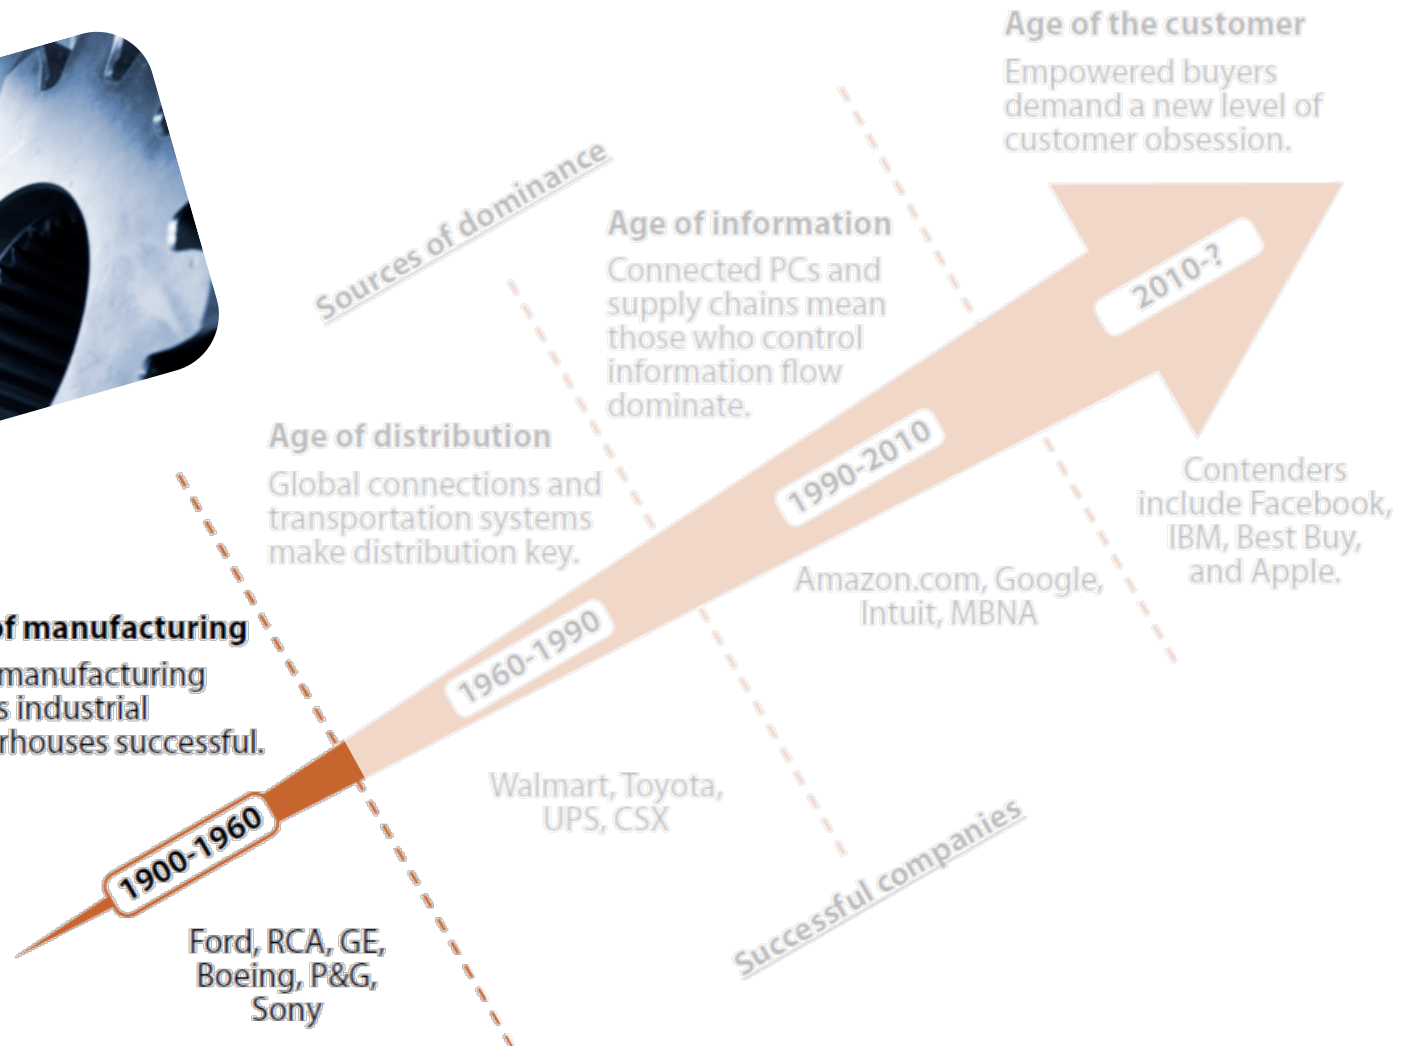 Age of the customer
Empowered buyers
demand a new level of
customer obsession.
Sources of dominance
Age of information
Connected PCs and
supply chains mean
those who control
information flow
dominate.
2010-?
Age of distribution
Global connections and
transportation systems
make distribution key.
1990-2010
Contenders
include Facebook,
IBM, Best Buy,
and Apple.
Amazon.com, Google,
Intuit, MBNA
of manufacturing
manufacturing
s industrial
rhouses successful.
1960-1990
Walmart, Toyota,
UPS, CSX
1900-1960
Successful companies
Ford, RCA, GE,
Boeing, P&G,
Sony